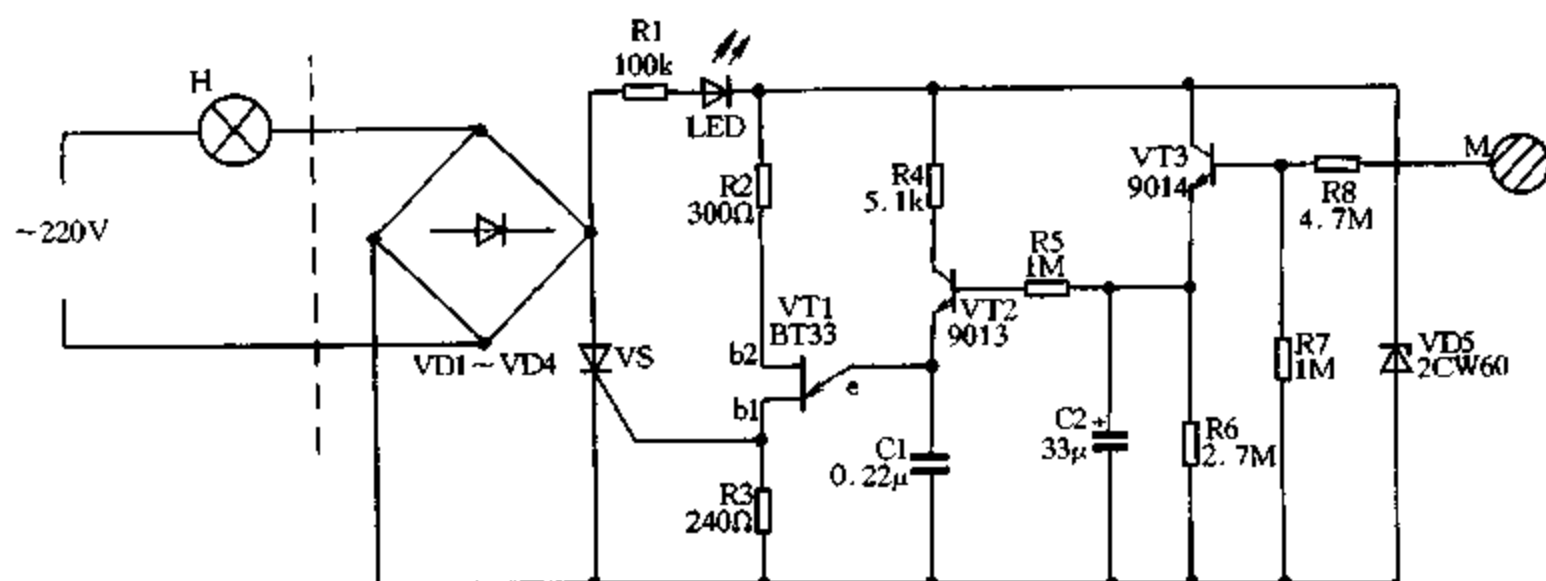 H
~220V
VD1~VD4
VS
R1
100k
LED
R2
300Ω
VT1
BT33
b2
b1
e
R3
240Ω
R4
5.1k
VT2
9013
C1
0.22μ
R5
1M
C2
+
33μ
VT3
9014
R6
2.7M
R7
1M
R8
4.7M
M
VD5
2CW60